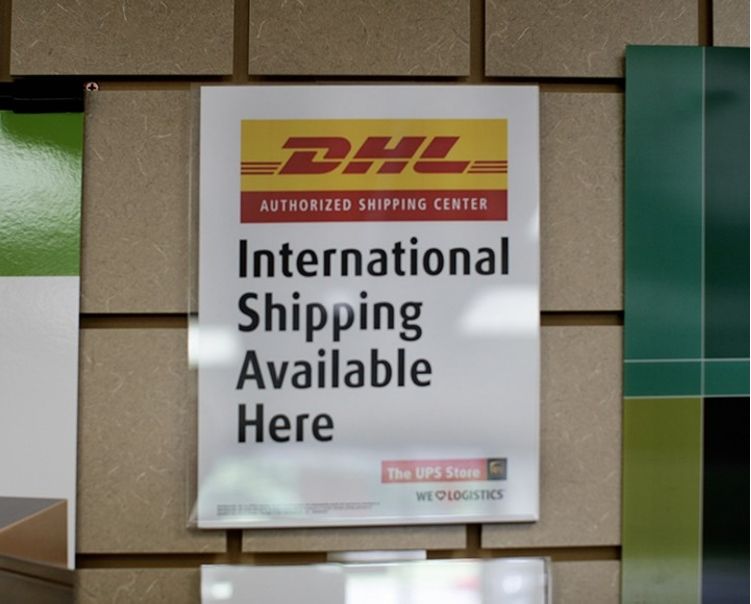 DHL
AUTHORIZED SHIPPING CENTER
International
Shipping
Available
Here
The UPS Store
WE LOGISTICS